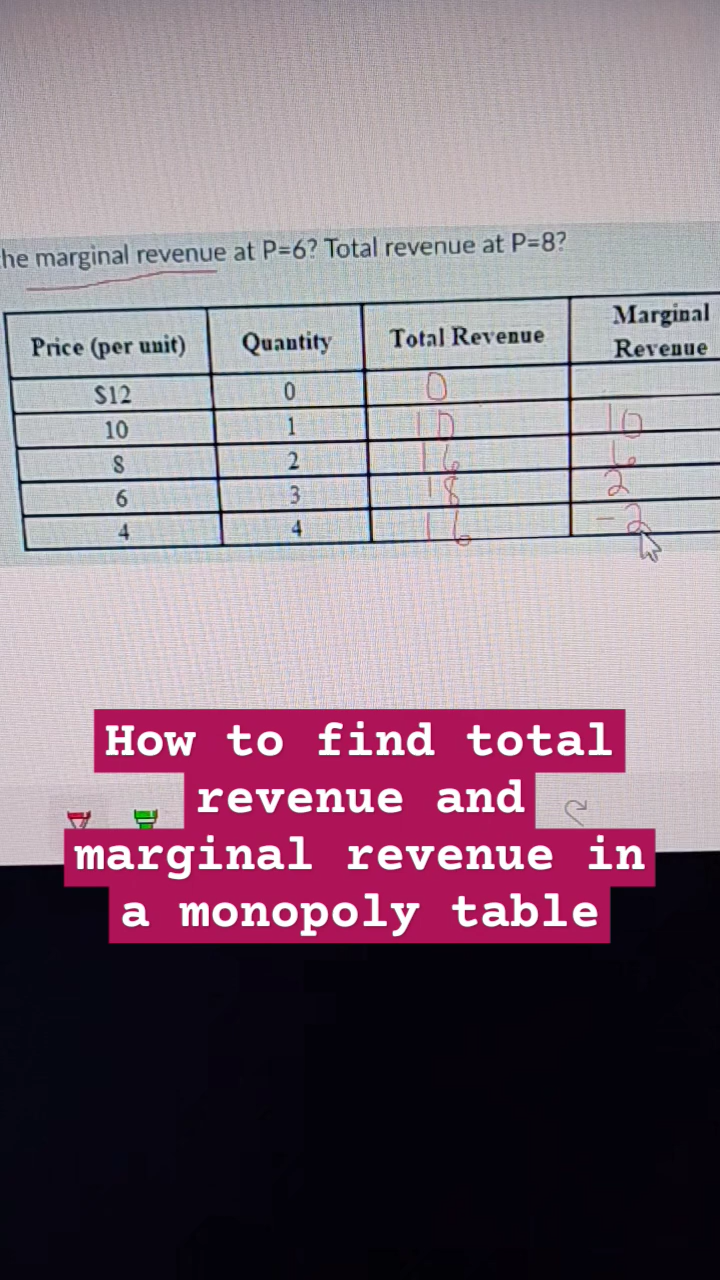 he marginal revenue at P=6? Total revenue at P=8?
Price (per unit) Quantity Total Revenue Marginal Revenue
$12 0 0
10 1 10 10
8 2 16 6
6 3 18 2
4 4 16 -2
How to find total
revenue and
marginal revenue in
a monopoly table